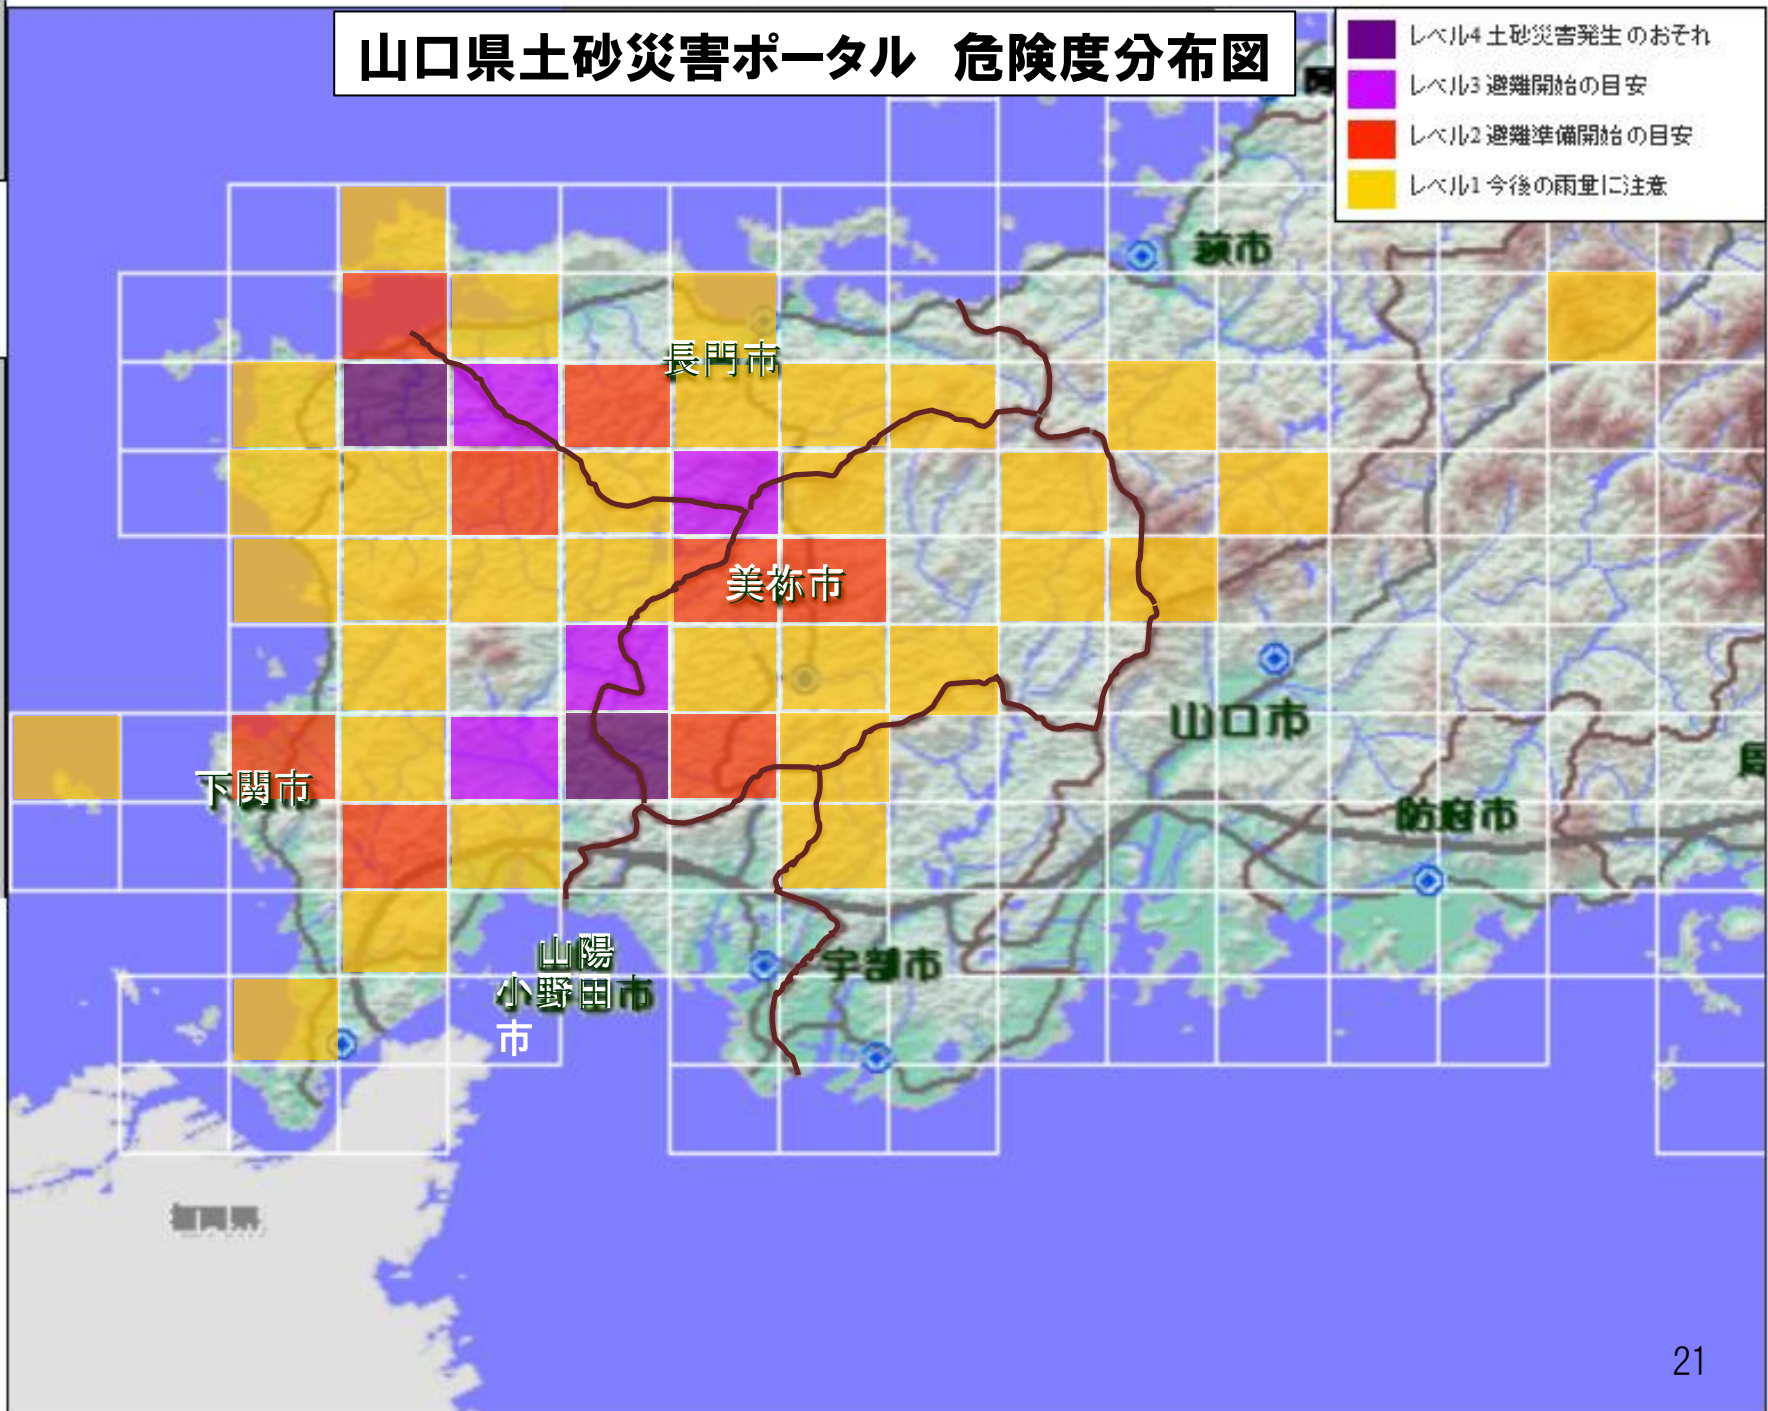 山口県土砂災害ポータル　危険度分布図
レベル4 土砂災害発生のおそれ
レベル3 避難開始の目安
レベル2 避難準備開始の目安
レベル1 今後の雨量に注意
萩市
長門市
美祢市
山口市
下関市
防府市
山陽
小野田市
市
宇部市
福岡県
21